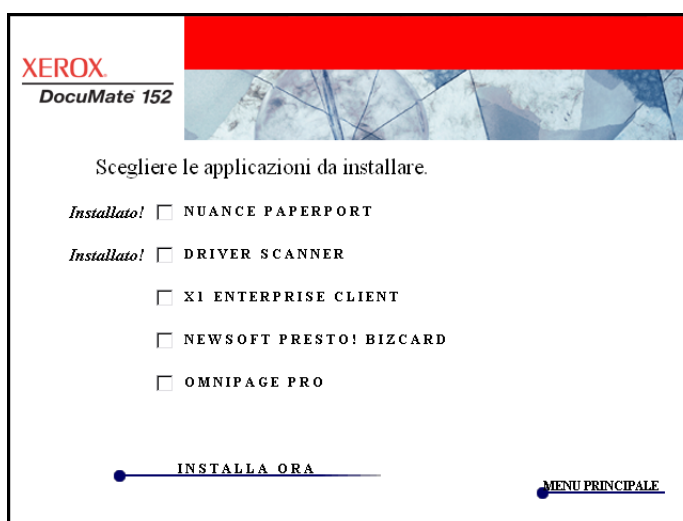 XEROX.
DocuMate 152
Scegliere le applicazioni da installare.
Installato! NUANCE PAPERPORT
Installato! DRIVER SCANNER
X1 ENTERPRISE CLIENT
NEWSOFT PRESTO! BIZCARD
OMNIPAGE PRO
INSTALLA ORA
MENU PRINCIPALE